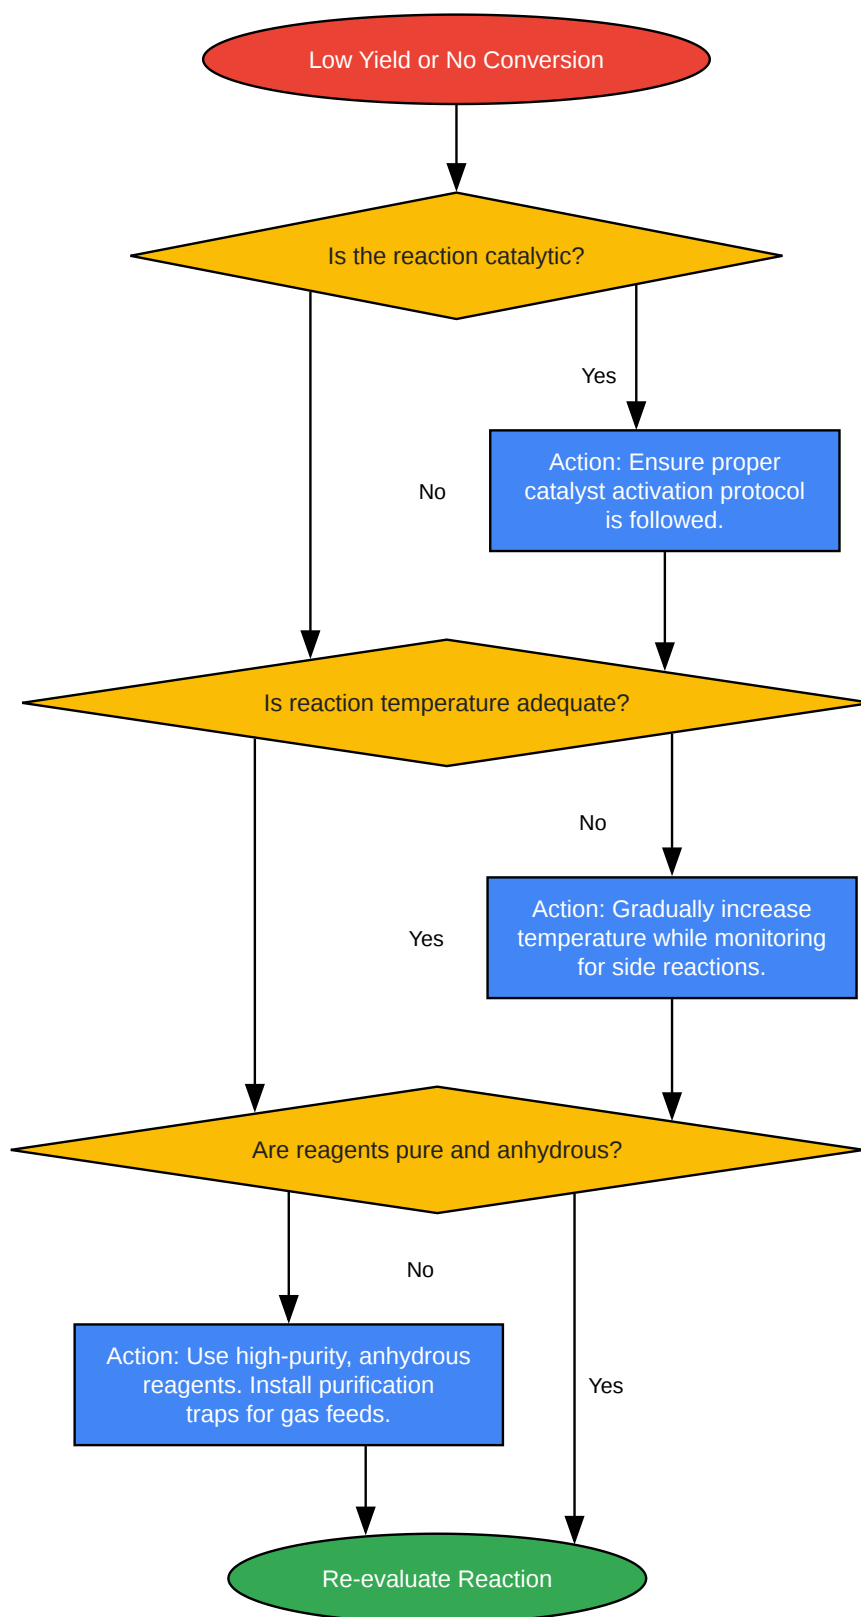 Low Yield or No Conversion
Is the reaction catalytic?
Yes
Action: Ensure proper
catalyst activation protocol
is followed.
No
Is reaction temperature adequate?
No
Action: Gradually increase
temperature while monitoring
for side reactions.
Yes
Are reagents pure and anhydrous?
No
Action: Use high-purity, anhydrous
reagents. Install purification
traps for gas feeds.
Yes
Re-evaluate Reaction